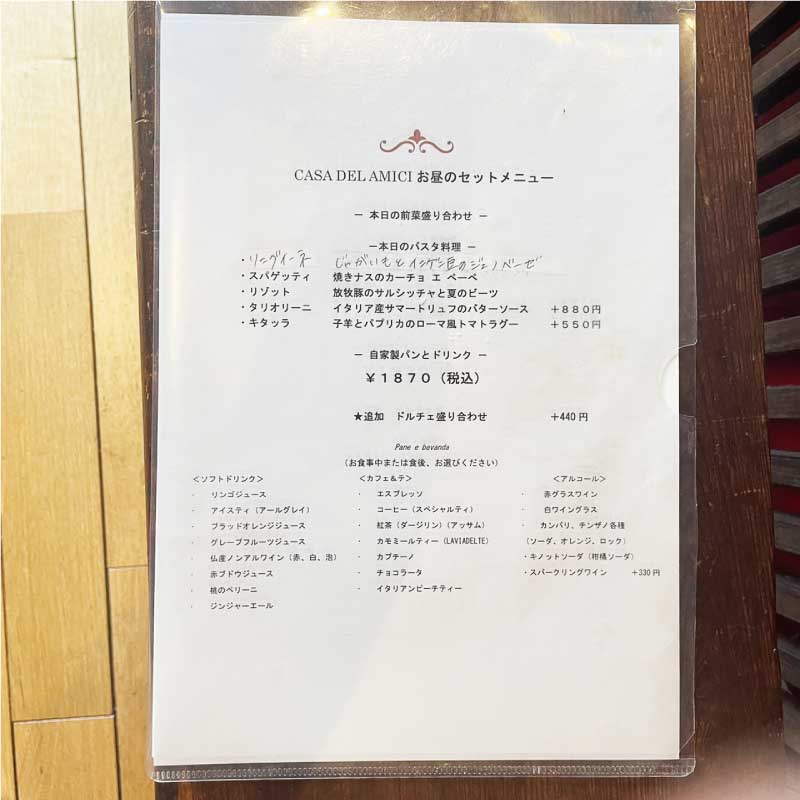 CASA DEL AMICI お昼のセットメニュー
― 本日の前菜盛り合わせ ―
―本日のパスタ料理 ―
・リングイーネ じゃがいもとインゲン豆のジェノベーゼ
・スパゲッティ 焼きナスのカーチョ エ ペーペ
・リゾット 放牧豚のサルシッチャと夏のビーツ
・タリオリーニ イタリア産サマートリュフのバターソース +880円
・キタッラ 子羊とパプリカのローマ風トマトラグー +550円
― 自家製パンとドリンク ―
¥1870(税込)
★追加 ドルチェ盛り合わせ +440円
Pane e bevanda
(お食事中または食後、お選びください)
<ソフトドリンク> <カフェ&テ> <アルコール>
・ リンゴジュース ・ エスプレッソ ・ 赤グラスワイン
・ アイスティ(アールグレイ) ・ コーヒー(スペシャルティ) ・ 白ワイングラス
・ ブラッドオレンジジュース ・ 紅茶(ダージリン)(アッサム) ・ カンパリ、チンザノ各種
・ グレープフルーツジュース ・ カモミールティー(LAVIADELTE) (ソーダ、オレンジ、ロック)
・ 仏産ノンアルワイン(赤、白、泡) ・ カプチーノ ・キノットソーダ(柑橘ソーダ)
・ 赤ブドウジュース ・ チョコラータ ・スパークリングワイン +330円
・ 桃のベリーニ ・ イタリアンピーチティー
・ ジンジャーエール